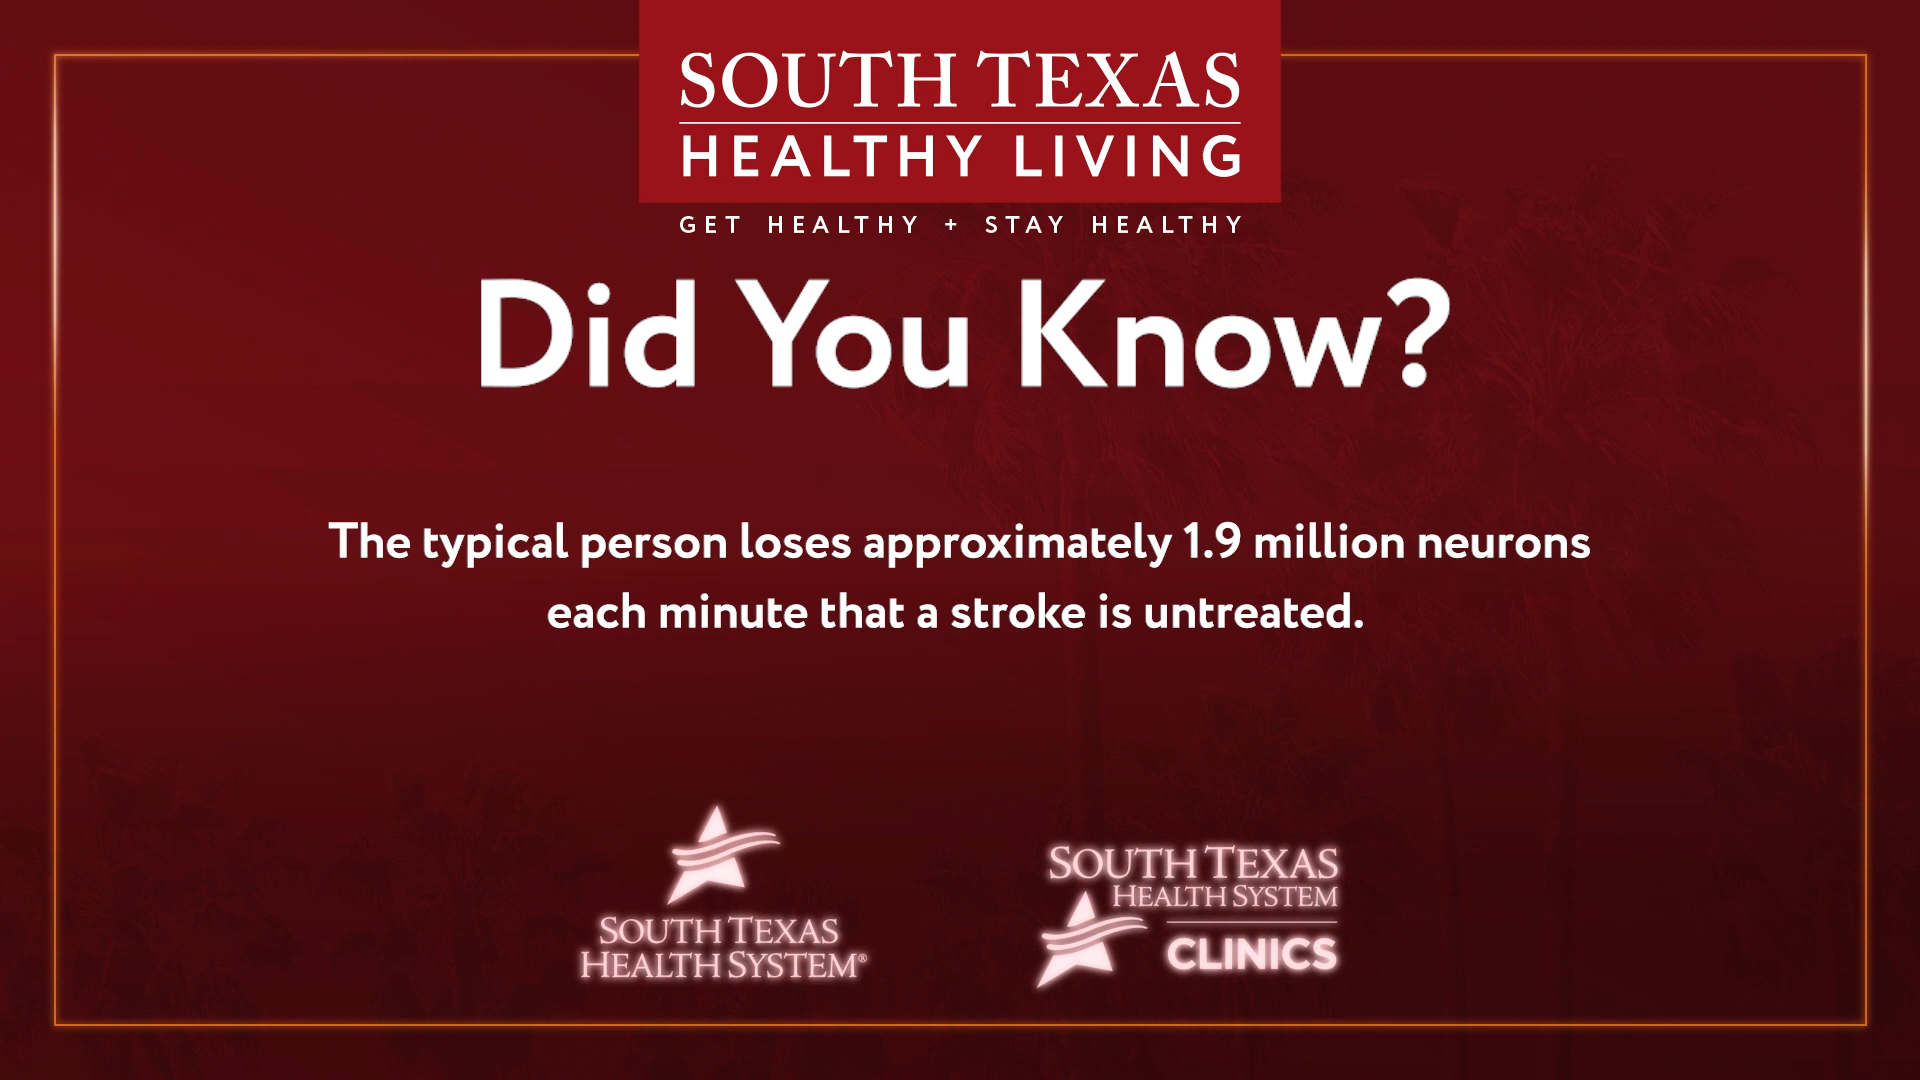 SOUTH TEXAS
HEALTHY LIVING
GET HEALTHY + STAY HEALTHY
Did You Know?
The typical person loses approximately 1.9 million neurons
each minute that a stroke is untreated.
SOUTH TEXAS
HEALTH SYSTEM®
SOUTH TEXAS
HEALTH SYSTEM
CLINICS